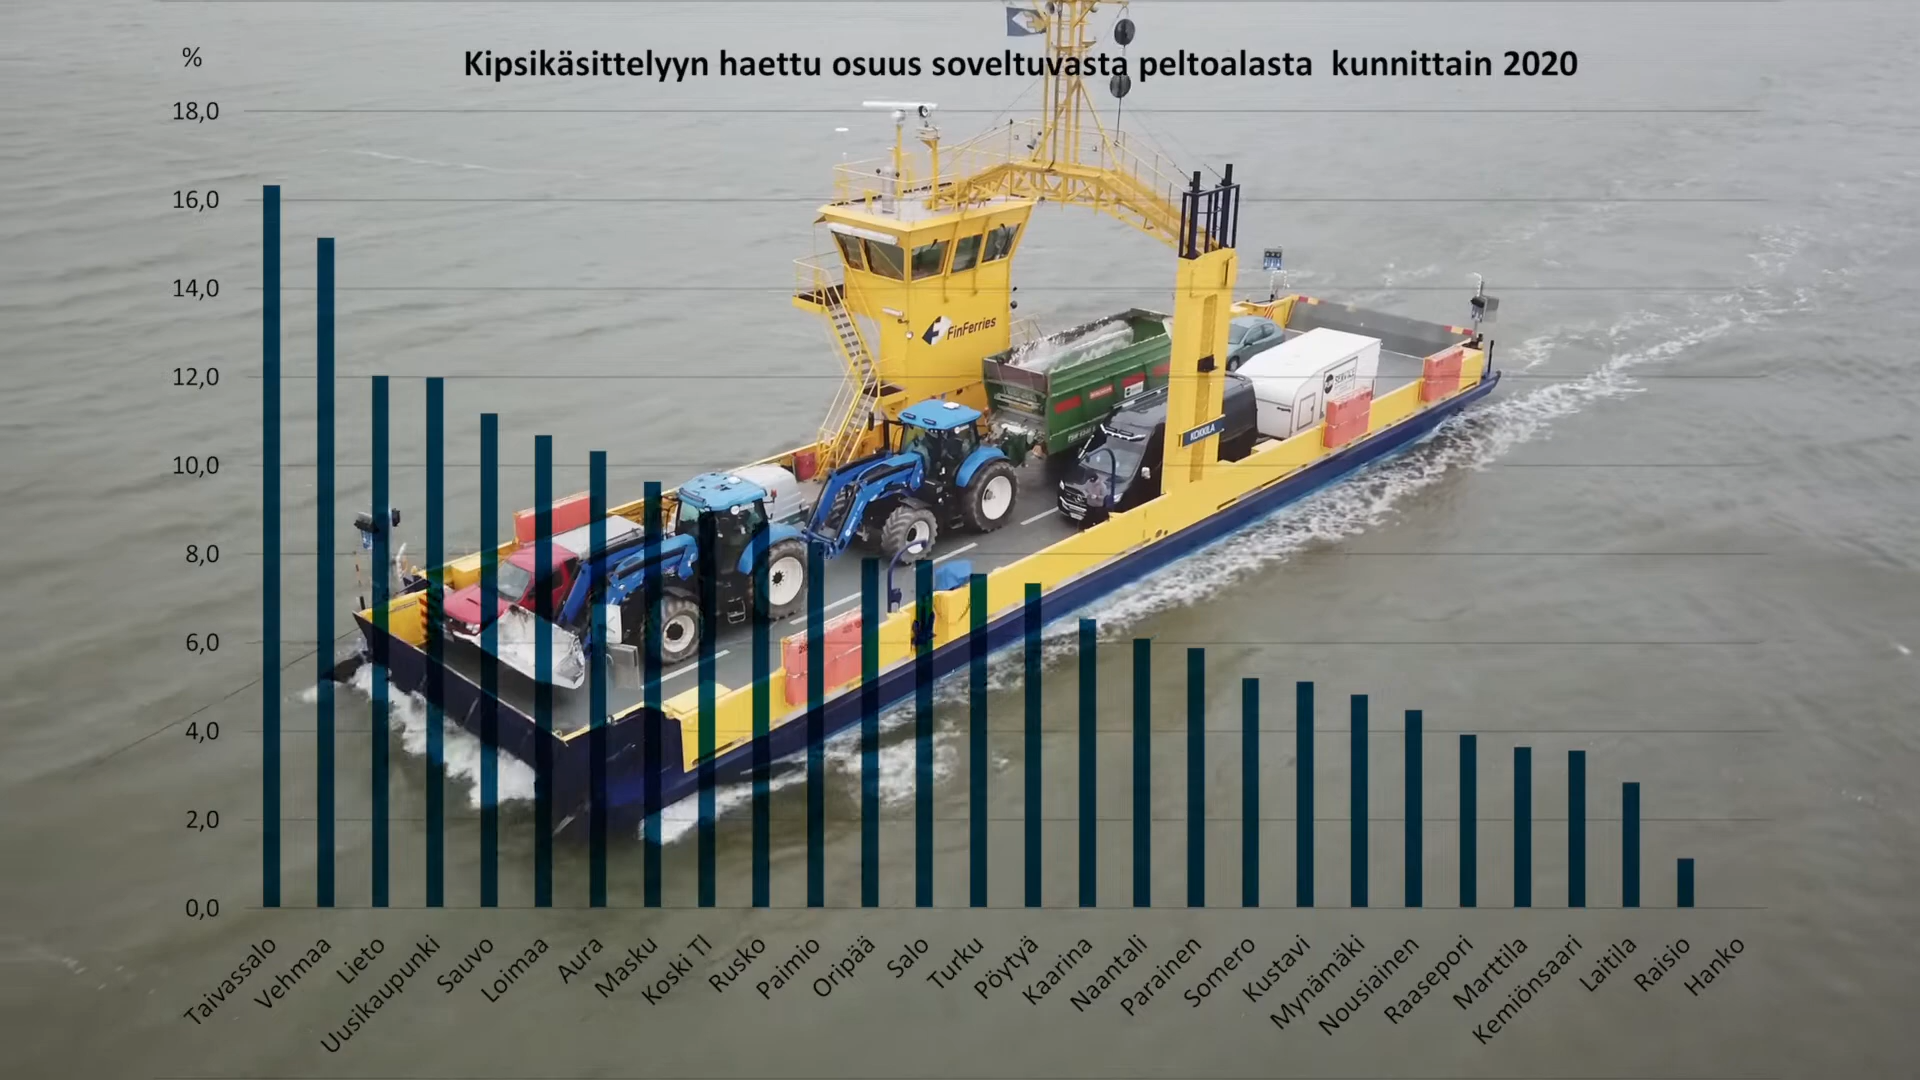 %
Kipsikäsittelyyn haettu osuus soveltuvasta peltoalasta kunnittain 2020
18,0
16,0
14,0
12,0
10,0
8,0
6,0
4,0
2,0
0,0
Taivassalo
Vehmaa
Lieto
Uusikaupunki
Sauvo
Loimaa
Aura
Masku
Koski Tl
Rusko
Paimio
Oripää
Salo
Turku
Pöytyä
Kaarina
Naantali
Parainen
Somero
Kustavi
Mynämäki
Nousiainen
Raasepori
Marttila
Kemiönsaari
Laitila
Raisio
Hanko
FinFerries
KOKKILA
SERVICE